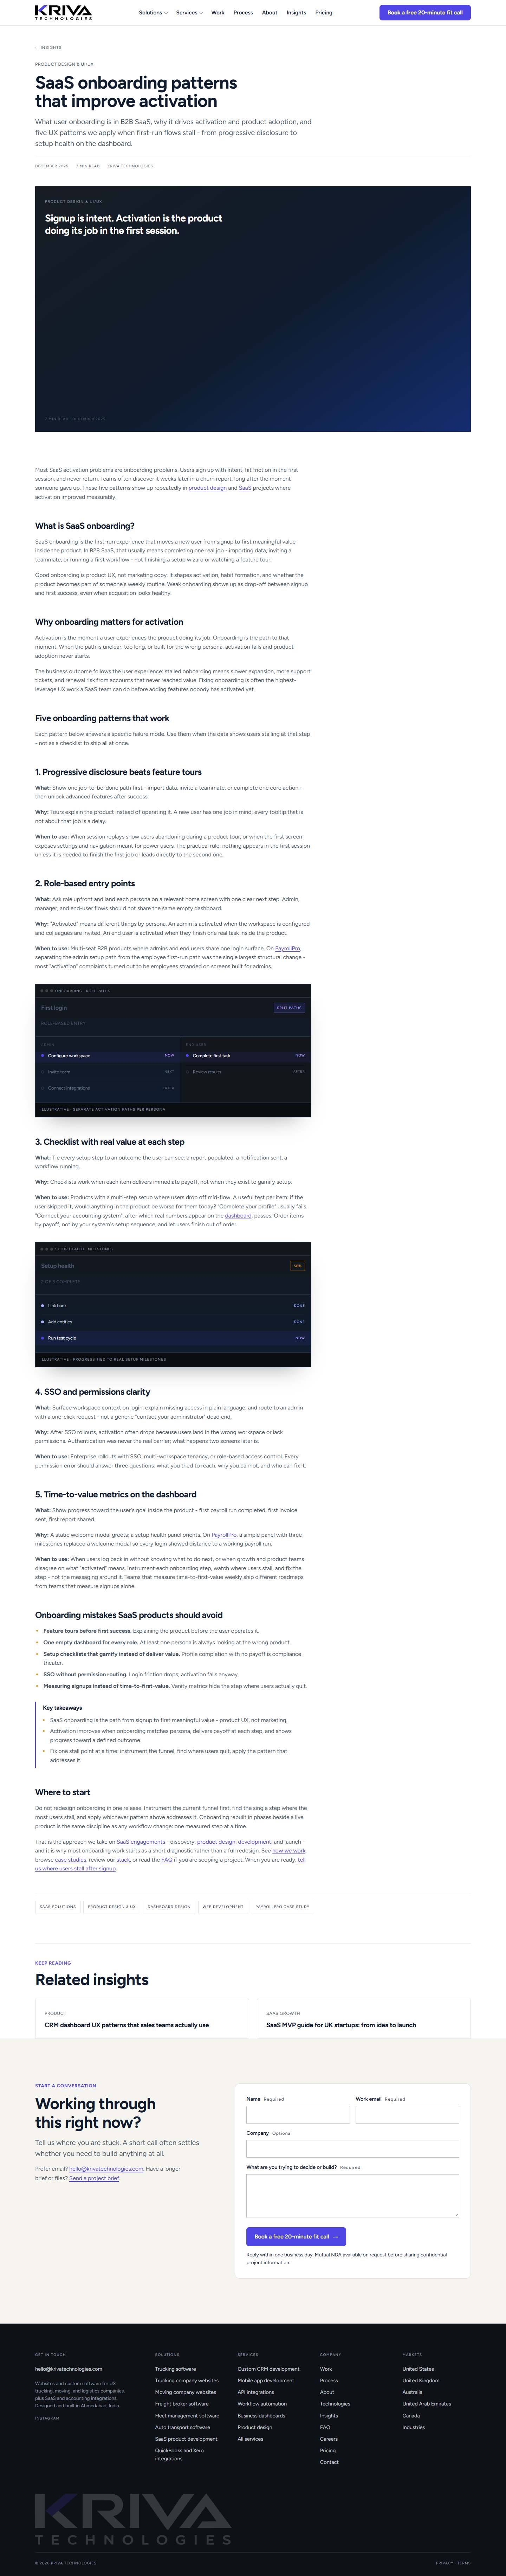 KRIVA
TECHNOLOGIES
Solutions
Services
Work
Process
About
Insights
Pricing
Book a free 20-minute fit call
← INSIGHTS
PRODUCT DESIGN & UI/UX
SaaS onboarding patterns
that improve activation
What user onboarding is in B2B SaaS, why it drives activation and product adoption, and
five UX patterns we apply when first-run flows stall - from progressive disclosure to
setup health on the dashboard.
DECEMBER 2025 7 MIN READ KRIVA TECHNOLOGIES
PRODUCT DESIGN & UI/UX
Signup is intent. Activation is the product
doing its job in the first session.
7 MIN READ · DECEMBER 2025
Most SaaS activation problems are onboarding problems. Users sign up with intent, hit friction in the first
session, and never return. Teams often discover it weeks later in a churn report, long after the moment
someone gave up. These five patterns show up repeatedly in product design and SaaS projects where
activation improved measurably.
What is SaaS onboarding?
SaaS onboarding is the first-run experience that moves a new user from signup to first meaningful value
inside the product. In B2B SaaS, that usually means completing one real job - importing data, inviting a
teammate, or running a first workflow - not finishing a setup wizard or watching a feature tour.
Good onboarding is product UX, not marketing copy. It shapes activation, habit formation, and whether the
product becomes part of someone's weekly routine. Weak onboarding shows up as drop-off between signup
and first success, even when acquisition looks healthy.
Why onboarding matters for activation
Activation is the moment a user experiences the product doing its job. Onboarding is the path to that
moment. When the path is unclear, too long, or built for the wrong persona, activation falls and product
adoption never starts.
The business outcome follows the user experience: stalled onboarding means slower expansion, more support
tickets, and renewal risk from accounts that never reached value. Fixing onboarding is often the highest-
leverage UX work a SaaS team can do before adding features nobody has activated yet.
Five onboarding patterns that work
Each pattern below answers a specific failure mode. Use them when the data shows users stalling at that step
- not as a checklist to ship all at once.
1. Progressive disclosure beats feature tours
What: Show one job-to-be-done path first - import data, invite a teammate, or complete one core action -
then unlock advanced features after success.
Why: Tours explain the product instead of operating it. A new user has one job in mind; every tooltip that is
not about that job is a delay.
When to use: When session replays show users abandoning during a product tour, or when the first screen
exposes settings and navigation meant for power users. The practical rule: nothing appears in the first session
unless it is needed to finish the first job or leads directly to the second one.
2. Role-based entry points
What: Ask role upfront and land each persona on a relevant home screen with one clear next step. Admin,
manager, and end-user flows should not share the same empty dashboard.
Why: "Activated" means different things by persona. An admin is activated when the workspace is configured
and colleagues are invited. An end user is activated when they finish one real task inside the product.
When to use: Multi-seat B2B products where admins and end users share one login surface. On PayrollPro,
separating the admin setup path from the employee first-run path was the single largest structural change -
most "activation" complaints turned out to be employees stranded on screens built for admins.
ONBOARDING · ROLE PATHS
First login
SPLIT PATHS
ROLE-BASED ENTRY
ADMIN
Configure workspace NOW
Invite team NEXT
Connect integrations LATER
END USER
Complete first task NOW
Review results AFTER
ILLUSTRATIVE · SEPARATE ACTIVATION PATHS PER PERSONA
3. Checklist with real value at each step
What: Tie every setup step to an outcome the user can see: a report populated, a notification sent, a
workflow running.
Why: Checklists work when each item delivers immediate payoff, not when they exist to gamify setup.
When to use: Products with a multi-step setup where users drop off mid-flow. A useful test per item: if the
user skipped it, would anything in the product be worse for them today? "Complete your profile" usually fails.
"Connect your accounting system", after which real numbers appear on the dashboard, passes. Order items
by payoff, not by your system's setup sequence, and let users finish out of order.
SETUP HEALTH · MILESTONES
Setup health
2 OF 3 COMPLETE
Link bank DONE
Add entities DONE
Run test cycle NOW
ILLUSTRATIVE · PROGRESS TIED TO REAL SETUP MILESTONES
4. SSO and permissions clarity
What: Surface workspace context on login, explain missing access in plain language, and route to an admin
with a one-click request - not a generic "contact your administrator" dead end.
Why: After SSO rollouts, activation often drops because users land in the wrong workspace or lack
permissions. Authentication was never the real barrier; what happens two screens later is.
When to use: Enterprise rollouts with SSO, multi-workspace tenancy, or role-based access control. Every
permission error should answer three questions: what you tried to reach, why you cannot, and who can fix it.
5. Time-to-value metrics on the dashboard
What: Show progress toward the user's goal inside the product - first payroll run completed, first invoice
sent, first report shared.
Why: A static welcome modal greets; a setup health panel orients. On PayrollPro, a simple panel with three
milestones replaced a welcome modal so every login showed distance to a working payroll run.
When to use: When users log back in without knowing what to do next, or when growth and product teams
disagree on what "activated" means. Instrument each onboarding step, watch where users stall, and fix the
step - not the messaging around it. Teams that measure time-to-first-value weekly ship different roadmaps
from teams that measure signups alone.
Onboarding mistakes SaaS products should avoid
Feature tours before first success. Explaining the product before the user operates it.
One empty dashboard for every role. At least one persona is always looking at the wrong product.
Setup checklists that gamify instead of deliver value. Profile completion with no payoff is compliance
theater.
SSO without permission routing. Login friction drops; activation falls anyway.
Measuring signups instead of time-to-first-value. Vanity metrics hide the step where users actually quit.
Key takeaways
SaaS onboarding is the path from signup to first meaningful value - product UX, not marketing.
Activation improves when onboarding matches persona, delivers payoff at each step, and shows
progress toward a defined outcome.
Fix one stall point at a time: instrument the funnel, find where users quit, apply the pattern that
addresses it.
Where to start
Do not redesign onboarding in one release. Instrument the current funnel first, find the single step where the
most users stall, and apply whichever pattern above addresses it. Onboarding rebuilt in phases beside a live
product is the same discipline as any workflow change: one measured step at a time.
That is the approach we take on SaaS engagements - discovery, product design, development, and launch -
and it is why most onboarding work starts as a short diagnostic rather than a full redesign. See how we work,
browse case studies, review our stack, or read the FAQ if you are scoping a project. When you are ready, tell
us where users stall after signup.
SAAS SOLUTIONS
PRODUCT DESIGN & UX
DASHBOARD DESIGN
WEB DEVELOPMENT
PAYROLLPRO CASE STUDY
KEEP READING
Related insights
PRODUCT
CRM dashboard UX patterns that sales teams actually use
SAAS GROWTH
SaaS MVP guide for UK startups: from idea to launch
START A CONVERSATION
Working through
this right now?
Tell us where you are stuck. A short call often settles
whether you need to build anything at all.
Prefer email? hello@krivatechnologies.com. Have a longer
brief or files? Send a project brief.
Name Required
Work email Required
Company Optional
What are you trying to decide or build? Required
Book a free 20-minute fit call →
Reply within one business day. Mutual NDA available on request before sharing confidential
project information.
GET IN TOUCH
hello@krivatechnologies.com
Websites and custom software for US
trucking, moving, and logistics companies,
plus SaaS and accounting integrations.
Designed and built in Ahmedabad, India.
INSTAGRAM
SOLUTIONS
Trucking software
Trucking company websites
Moving company websites
Freight broker software
Fleet management software
Auto transport software
SaaS product development
QuickBooks and Xero
integrations
SERVICES
Custom CRM development
Mobile app development
API integrations
Workflow automation
Business dashboards
Product design
All services
COMPANY
Work
Process
About
Technologies
Insights
FAQ
Careers
Pricing
Contact
MARKETS
United States
United Kingdom
Australia
United Arab Emirates
Canada
Industries
KRIVA
TECHNOLOGIES
© 2026 KRIVA TECHNOLOGIES
PRIVACY · TERMS